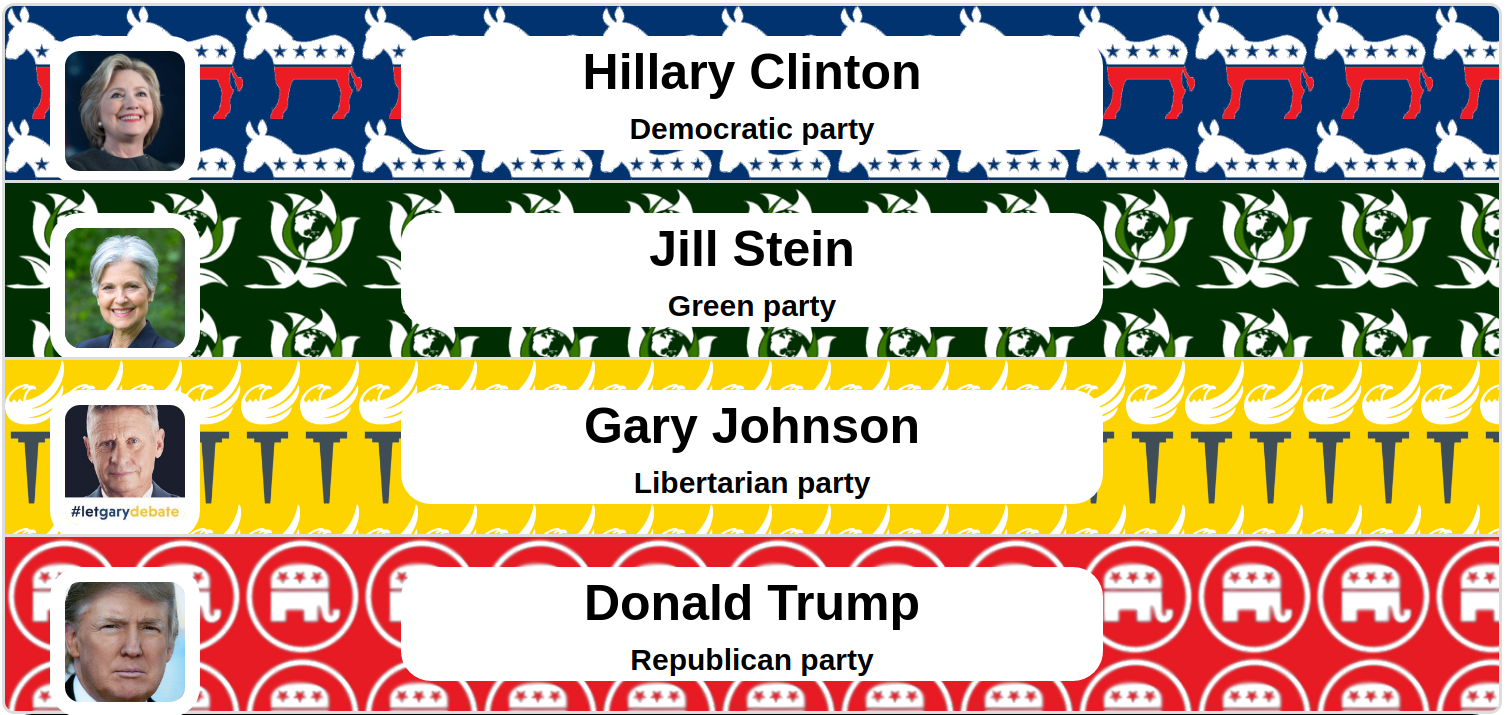 Hillary Clinton
Democratic party
Jill Stein
Green party
Gary Johnson
Libertarian party
#letgarydebate
Donald Trump
Republican party